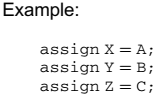 Example:
assign X = A;
assign Y = B;
assign Z = C;